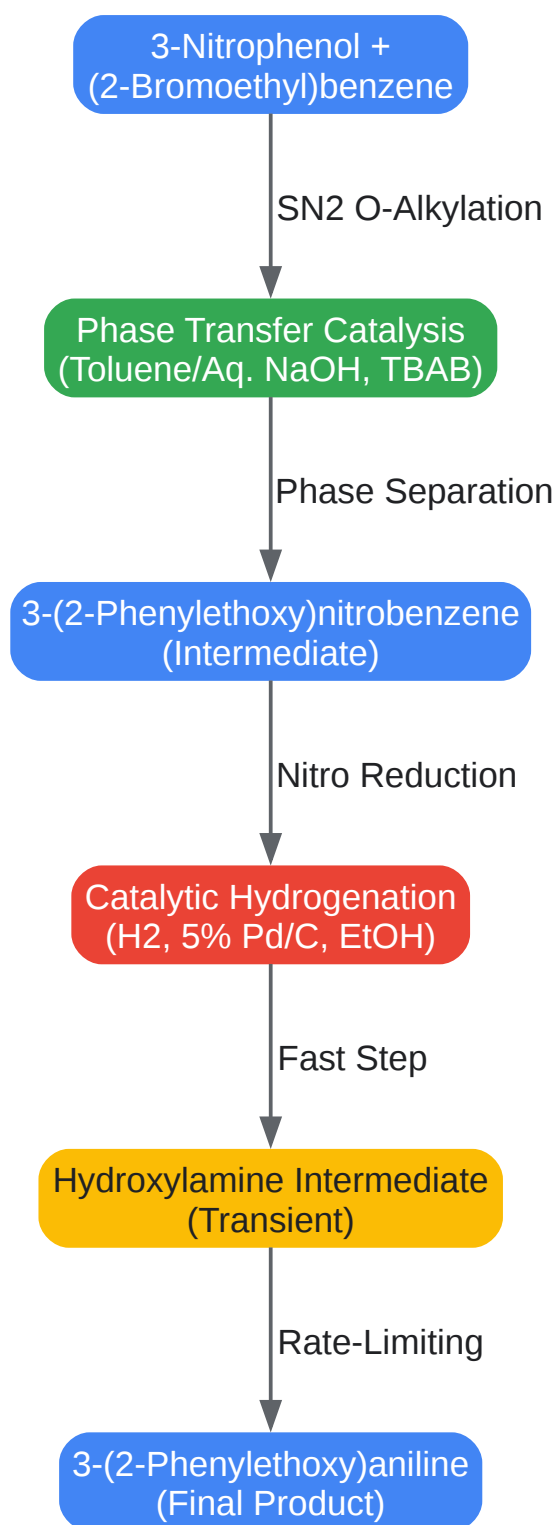 3-Nitrophenol +
(2-Bromoethyl)benzene
SN2 O-Alkylation
Phase Transfer Catalysis
(Toluene/Aq. NaOH, TBAB)
Phase Separation
3-(2-Phenylethoxy)nitrobenzene
(Intermediate)
Nitro Reduction
Catalytic Hydrogenation
(H2, 5% Pd/C, EtOH)
Fast Step
Hydroxylamine Intermediate
(Transient)
Rate-Limiting
3-(2-Phenylethoxy)aniline
(Final Product)